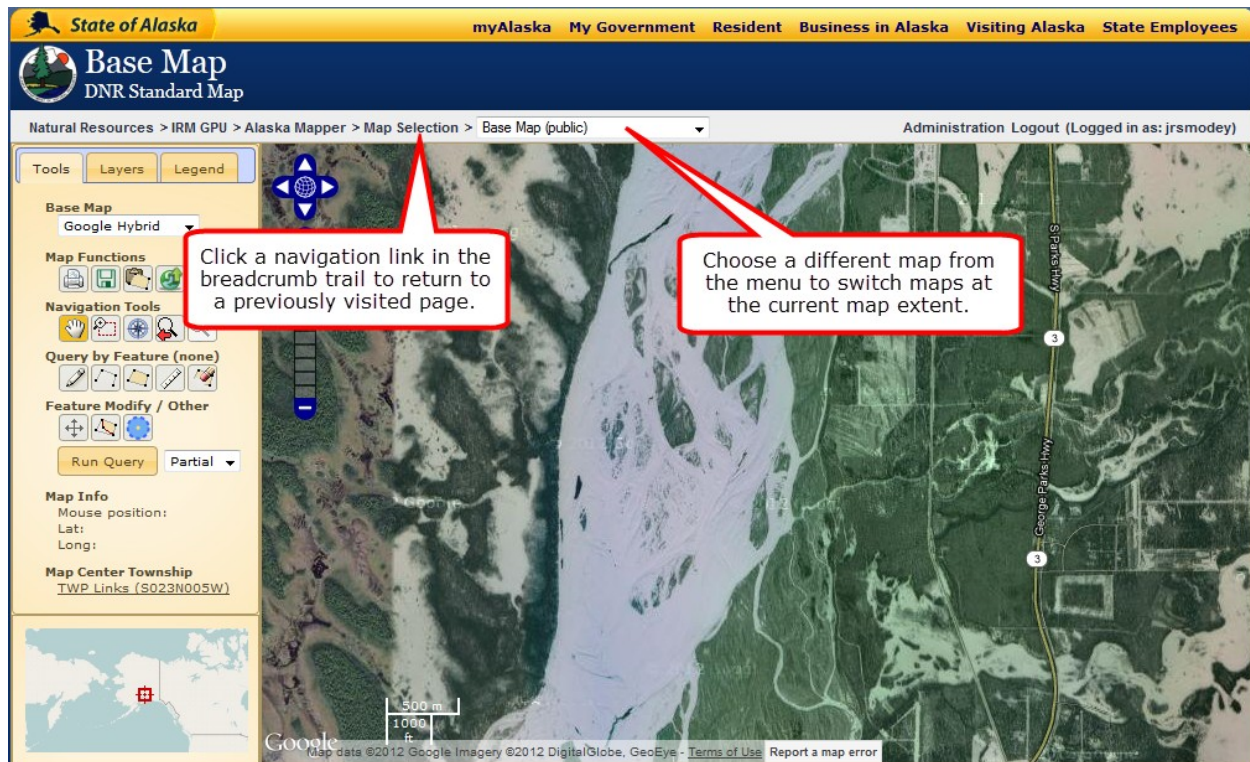 State of Alaska
myAlaska My Government Resident Business in Alaska Visiting Alaska State Employees
Base Map
DNR Standard Map
Natural Resources > IRM GPU > Alaska Mapper > Map Selection > Base Map (public)
Administration Logout (Logged in as: jrsmodey)
Tools Layers Legend
Base Map
Google Hybrid
Map Functions
Navigation Tools
Query by Feature (none)
Feature Modify / Other
Run Query Partial
Map Info
Mouse position:
Lat:
Long:
Map Center Township
TWP Links (S023N005W)
Click a navigation link in the
breadcrumb trail to return to
a previously visited page.
Choose a different map from
the menu to switch maps at
the current map extent.
S Parks Hwy
3
George Parks Hwy
3
Google
500 m
1000
ft
Google
Map data ©2012 Google Imagery ©2012 DigitalGlobe, GeoEye - Terms of Use Report a map error